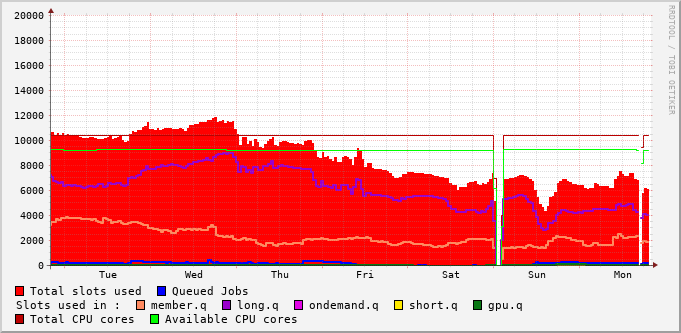 RRDTOOL / TOBI OETIKER
20000
18000
16000
14000
12000
10000
8000
6000
4000
2000
0
Tue Wed Thu Fri Sat Sun Mon
Total slots used Queued Jobs
Slots used in : member.q long.q ondemand.q short.q gpu.q
Total CPU cores Available CPU cores